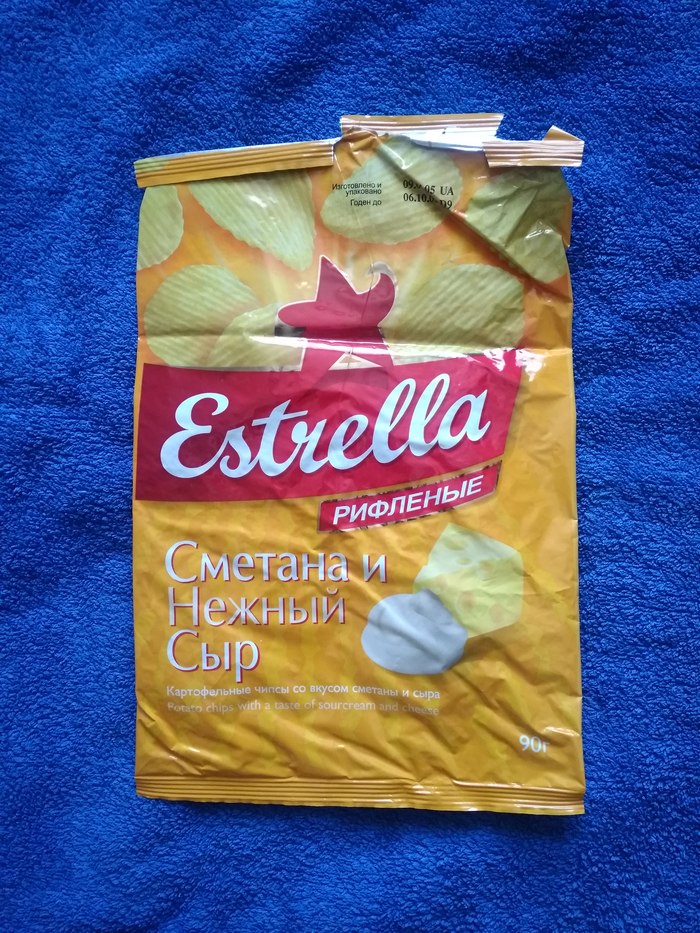 Изготовлено и
упаковано
Годен до
UA
Estrella
РИФЛЕНЫЕ
Сметана и
Нежный
Сыр
Картофельные чипсы со вкусом сметаны и сыра
Potato chips with a taste of sourcream and cheese
90г